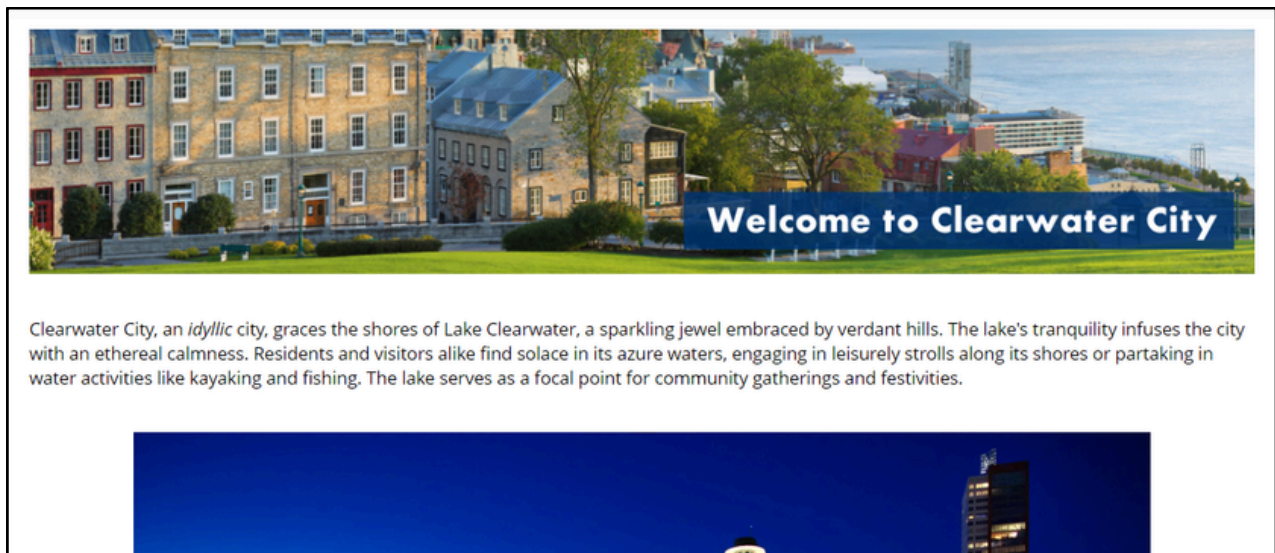 Welcome to Clearwater City
Clearwater City, an idyllic city, graces the shores of Lake Clearwater, a sparkling jewel embraced by verdant hills. The lake's tranquility infuses the city
with an ethereal calmness. Residents and visitors alike find solace in its azure waters, engaging in leisurely strolls along its shores or partaking in
water activities like kayaking and fishing. The lake serves as a focal point for community gatherings and festivities.